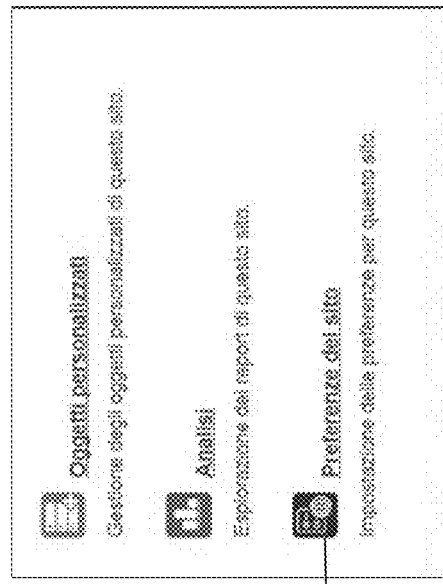 Oggetti personalizzati
Gestione degli oggetti personalizzati di questo sito.
Analisi
Esplorazione dei report di questo sito.
Preferenze del sito
Impostazione delle preferenze per questo sito.